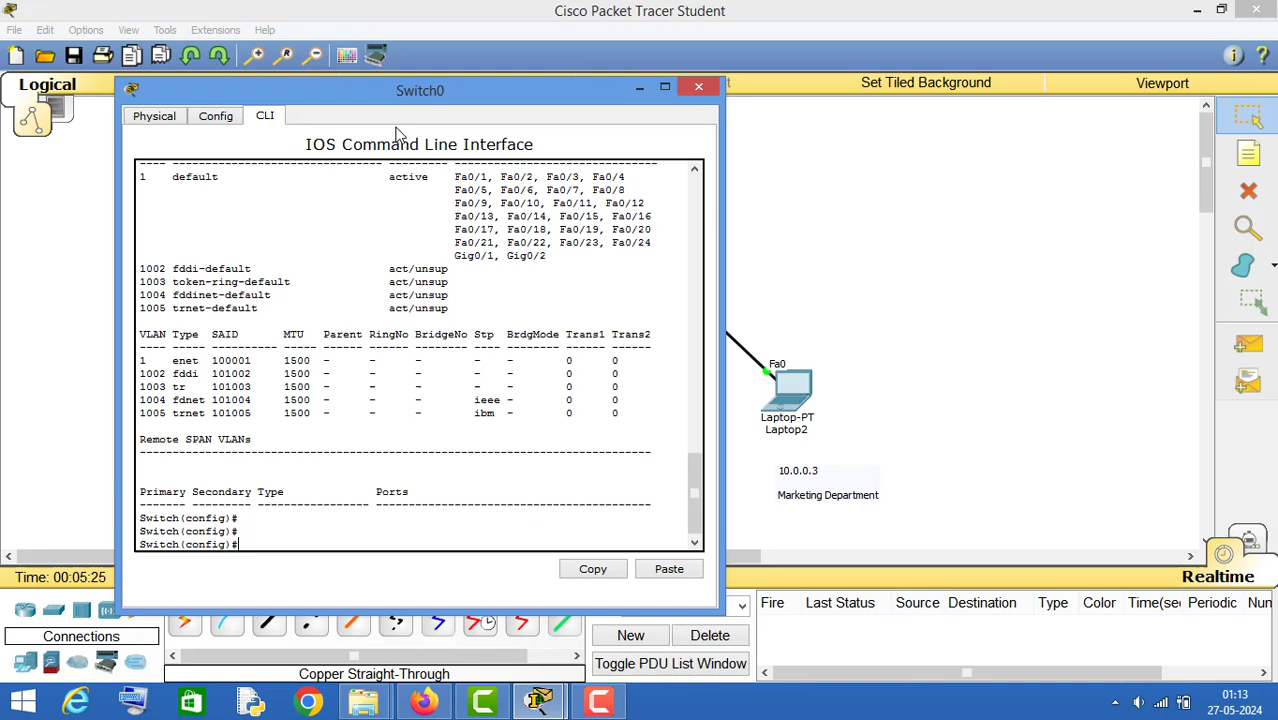 Cisco Packet Tracer Student
File Edit Options View Tools Extensions Help
Logical
Set Tiled Background
Viewport
Switch0
Physical Config CLI
IOS Command Line Interface
---- -------------------------------- --------- -------------------------------
1 default active Fa0/1, Fa0/2, Fa0/3, Fa0/4
Fa0/5, Fa0/6, Fa0/7, Fa0/8
Fa0/9, Fa0/10, Fa0/11, Fa0/12
Fa0/13, Fa0/14, Fa0/15, Fa0/16
Fa0/17, Fa0/18, Fa0/19, Fa0/20
Fa0/21, Fa0/22, Fa0/23, Fa0/24
Gig0/1, Gig0/2
1002 fddi-default act/unsup
1003 token-ring-default act/unsup
1004 fddinet-default act/unsup
1005 trnet-default act/unsup
VLAN Type SAID MTU Parent RingNo BridgeNo Stp BrdgMode Trans1 Trans2
---- ----- ---------- ----- ------ ------ -------- ---- -------- ------ ------
1 enet 100001 1500 - - - - - 0 0
1002 fddi 101002 1500 - - - - - 0 0
1003 tr 101003 1500 - - - - - 0 0
1004 fdnet 101004 1500 - - - ieee - 0 0
1005 trnet 101005 1500 - - - ibm - 0 0
Remote SPAN VLANs
------------------------------------------------------------------------------
Primary Secondary Type Ports
------- --------- ----------------- ------------------------------------------
Switch(config)#
Switch(config)#
Switch(config)#
Copy Paste
Fa0
Laptop-PT
Laptop2
10.0.0.3
Marketing Department
Time: 00:05:25
Realtime
Fire Last Status Source Destination Type Color Time(sec Periodic Num
Connections
New Delete
Toggle PDU List Window
Copper Straight-Through
01:13
27-05-2024